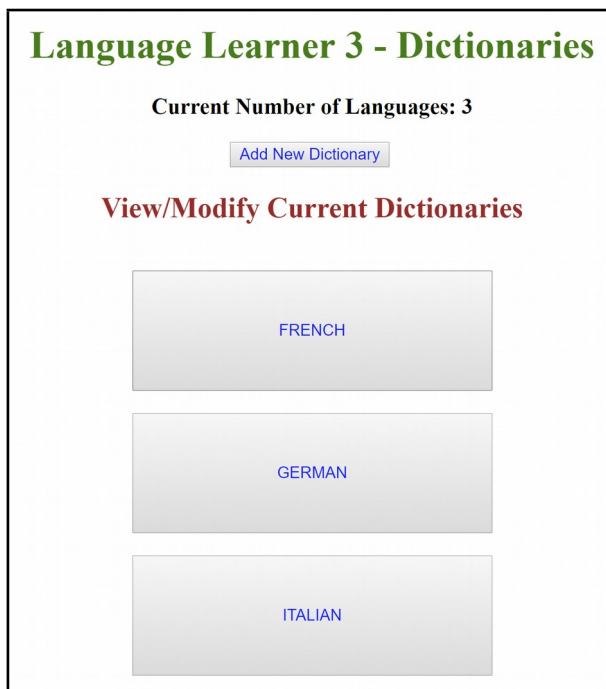 Language Learner 3 - Dictionaries
Current Number of Languages: 3
Add New Dictionary
View/Modify Current Dictionaries
FRENCH
GERMAN
ITALIAN